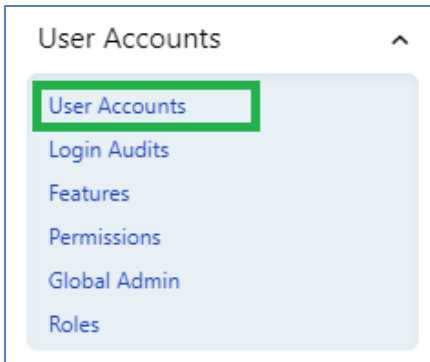 User Accounts
User Accounts
Login Audits
Features
Permissions
Global Admin
Roles